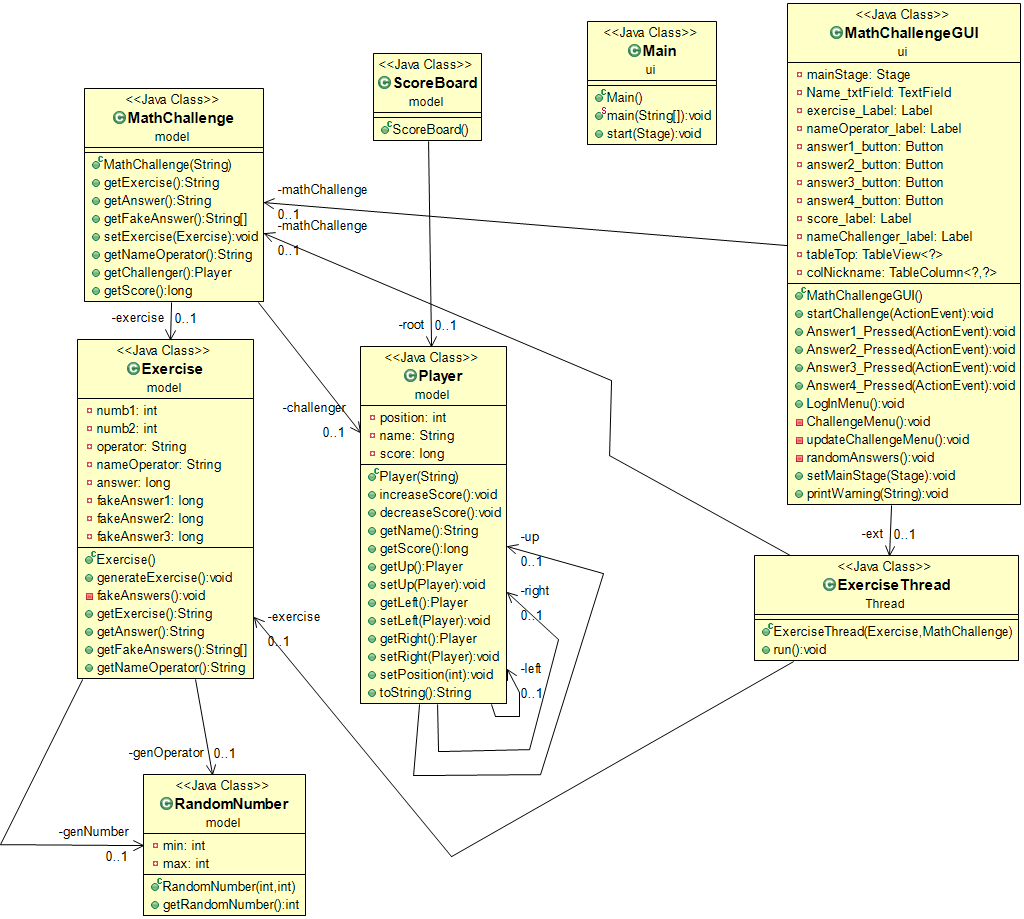 <<Java Class>>
MathChallenge
model
MathChallenge(String)
getExercise():String
getAnswer():String
getFakeAnswer():String[]
setExercise(Exercise):void
getNameOperator():String
getChallenger():Player
getScore():long
<<Java Class>>
ScoreBoard
model
ScoreBoard()
<<Java Class>>
Main
ui
Main()
main(String[]):void
start(Stage):void
<<Java Class>>
MathChallengeGUI
ui
mainStage: Stage
Name_txtField: TextField
exercise_Label: Label
nameOperator_label: Label
answer1_button: Button
answer2_button: Button
answer3_button: Button
answer4_button: Button
score_label: Label
nameChallenger_label: Label
tableTop: TableView<?>
colNickname: TableColumn<?,?>
MathChallengeGUI()
startChallenge(ActionEvent):void
Answer1_Pressed(ActionEvent):void
Answer2_Pressed(ActionEvent):void
Answer3_Pressed(ActionEvent):void
Answer4_Pressed(ActionEvent):void
LogInMenu():void
ChallengeMenu():void
updateChallengeMenu():void
randomAnswers():void
setMainStage(Stage):void
printWarning(String):void
-mathChallenge
0..1
-mathChallenge
0..1
-exercise
0..1
-root
0..1
-challenger
0..1
<<Java Class>>
Exercise
model
numb1: int
numb2: int
operator: String
nameOperator: String
answer: long
fakeAnswer1: long
fakeAnswer2: long
fakeAnswer3: long
Exercise()
generateExercise():void
fakeAnswers():void
getExercise():String
getAnswer():String
getFakeAnswers():String[]
getNameOperator():String
<<Java Class>>
Player
model
position: int
name: String
score: long
Player(String)
increaseScore():void
decreaseScore():void
getName():String
getScore():long
getUp():Player
setUp(Player):void
getLeft():Player
setLeft(Player):void
getRight():Player
setRight(Player):void
setPosition(int):void
toString():String
-up
0..1
-right
0..1
-left
0..1
-ext
0..1
<<Java Class>>
ExerciseThread
Thread
ExerciseThread(Exercise,MathChallenge)
run():void
-exercise
0..1
-genOperator
0..1
-genNumber
0..1
<<Java Class>>
RandomNumber
model
min: int
max: int
RandomNumber(int,int)
getRandomNumber():int